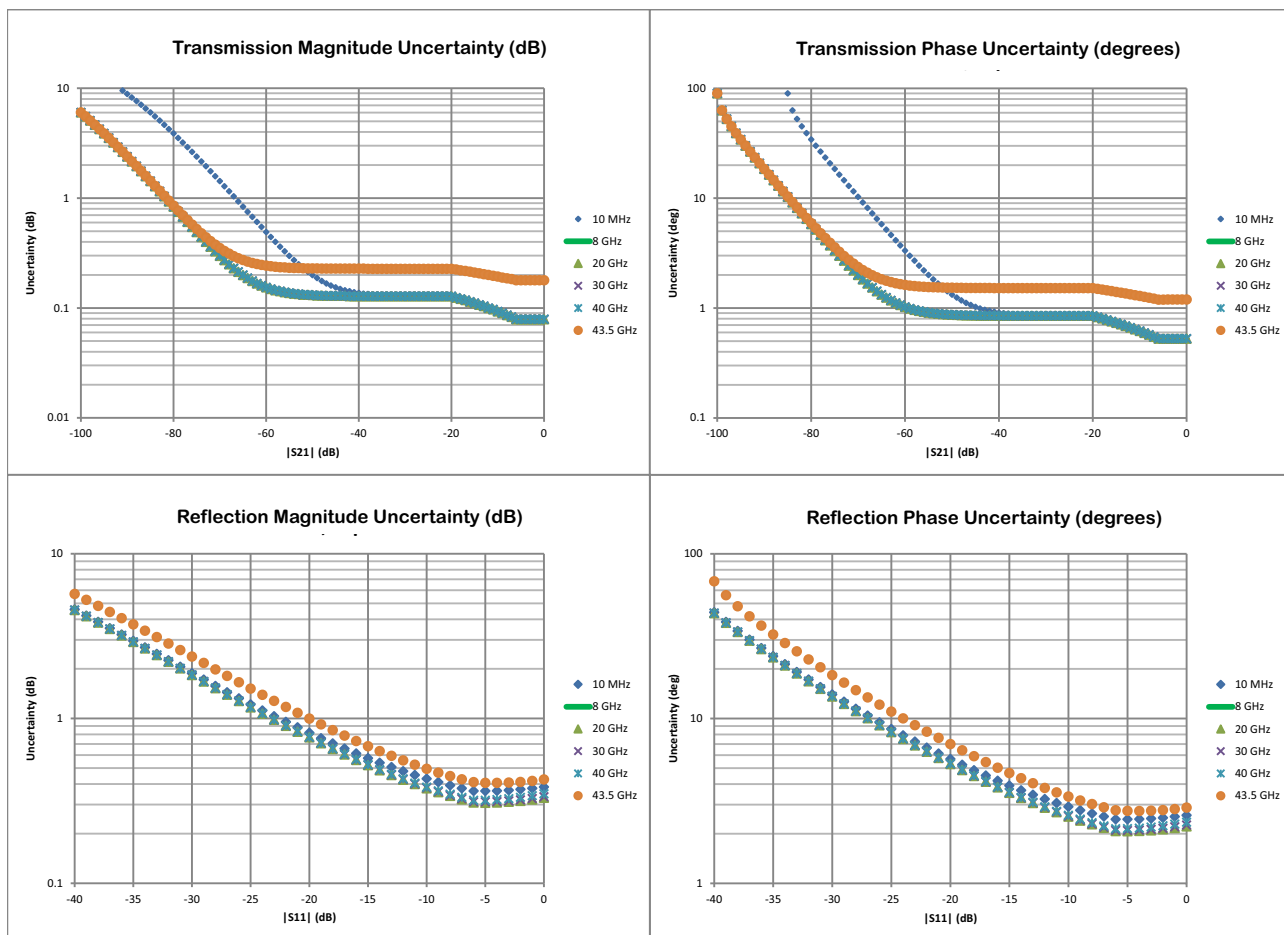 Transmission Magnitude Uncertainty (dB)
Uncertainty (dB)
10
1
0.1
0.01
-100
-80
-60
-40
-20
0
|S21| (dB)
10 MHz
8 GHz
20 GHz
30 GHz
40 GHz
43.5 GHz
Transmission Phase Uncertainty (degrees)
Uncertainty (deg)
100
10
1
0.1
-100
-80
-60
-40
-20
0
|S21| (dB)
10 MHz
8 GHz
20 GHz
30 GHz
40 GHz
43.5 GHz
Reflection Magnitude Uncertainty (dB)
Uncertainty (dB)
10
1
0.1
-40
-35
-30
-25
-20
-15
-10
-5
0
|S11| (dB)
10 MHz
8 GHz
20 GHz
30 GHz
40 GHz
43.5 GHz
Reflection Phase Uncertainty (degrees)
Uncertainty (deg)
100
10
1
-40
-35
-30
-25
-20
-15
-10
-5
0
|S11| (dB)
10 MHz
8 GHz
20 GHz
30 GHz
40 GHz
43.5 GHz